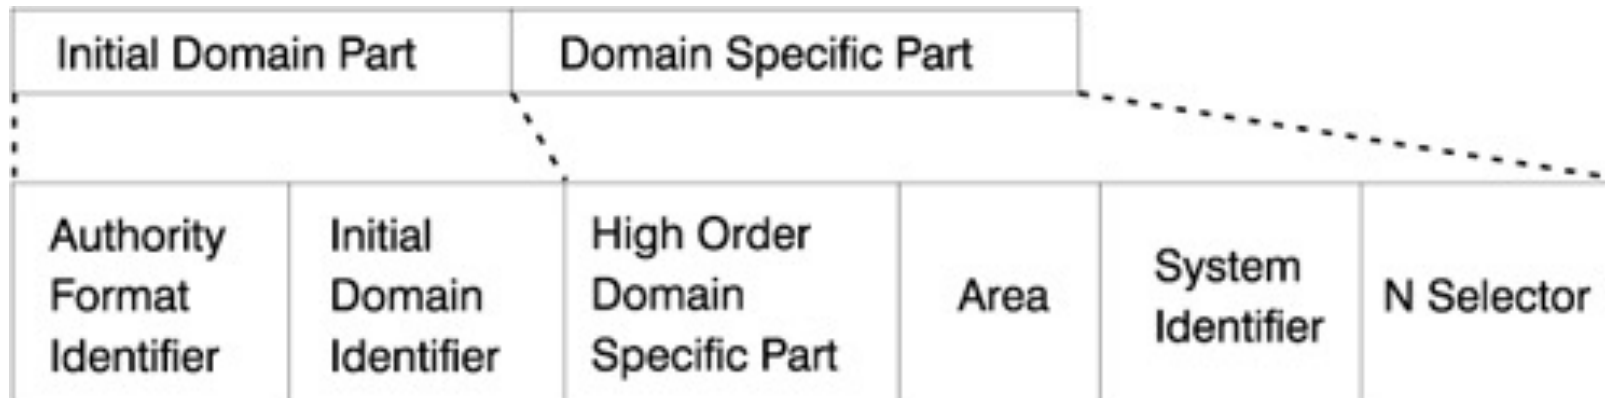 Initial Domain Part
Domain Specific Part
Authority
Format
Identifier
Initial
Domain
Identifier
High Order
Domain
Specific Part
Area
System
Identifier
N Selector